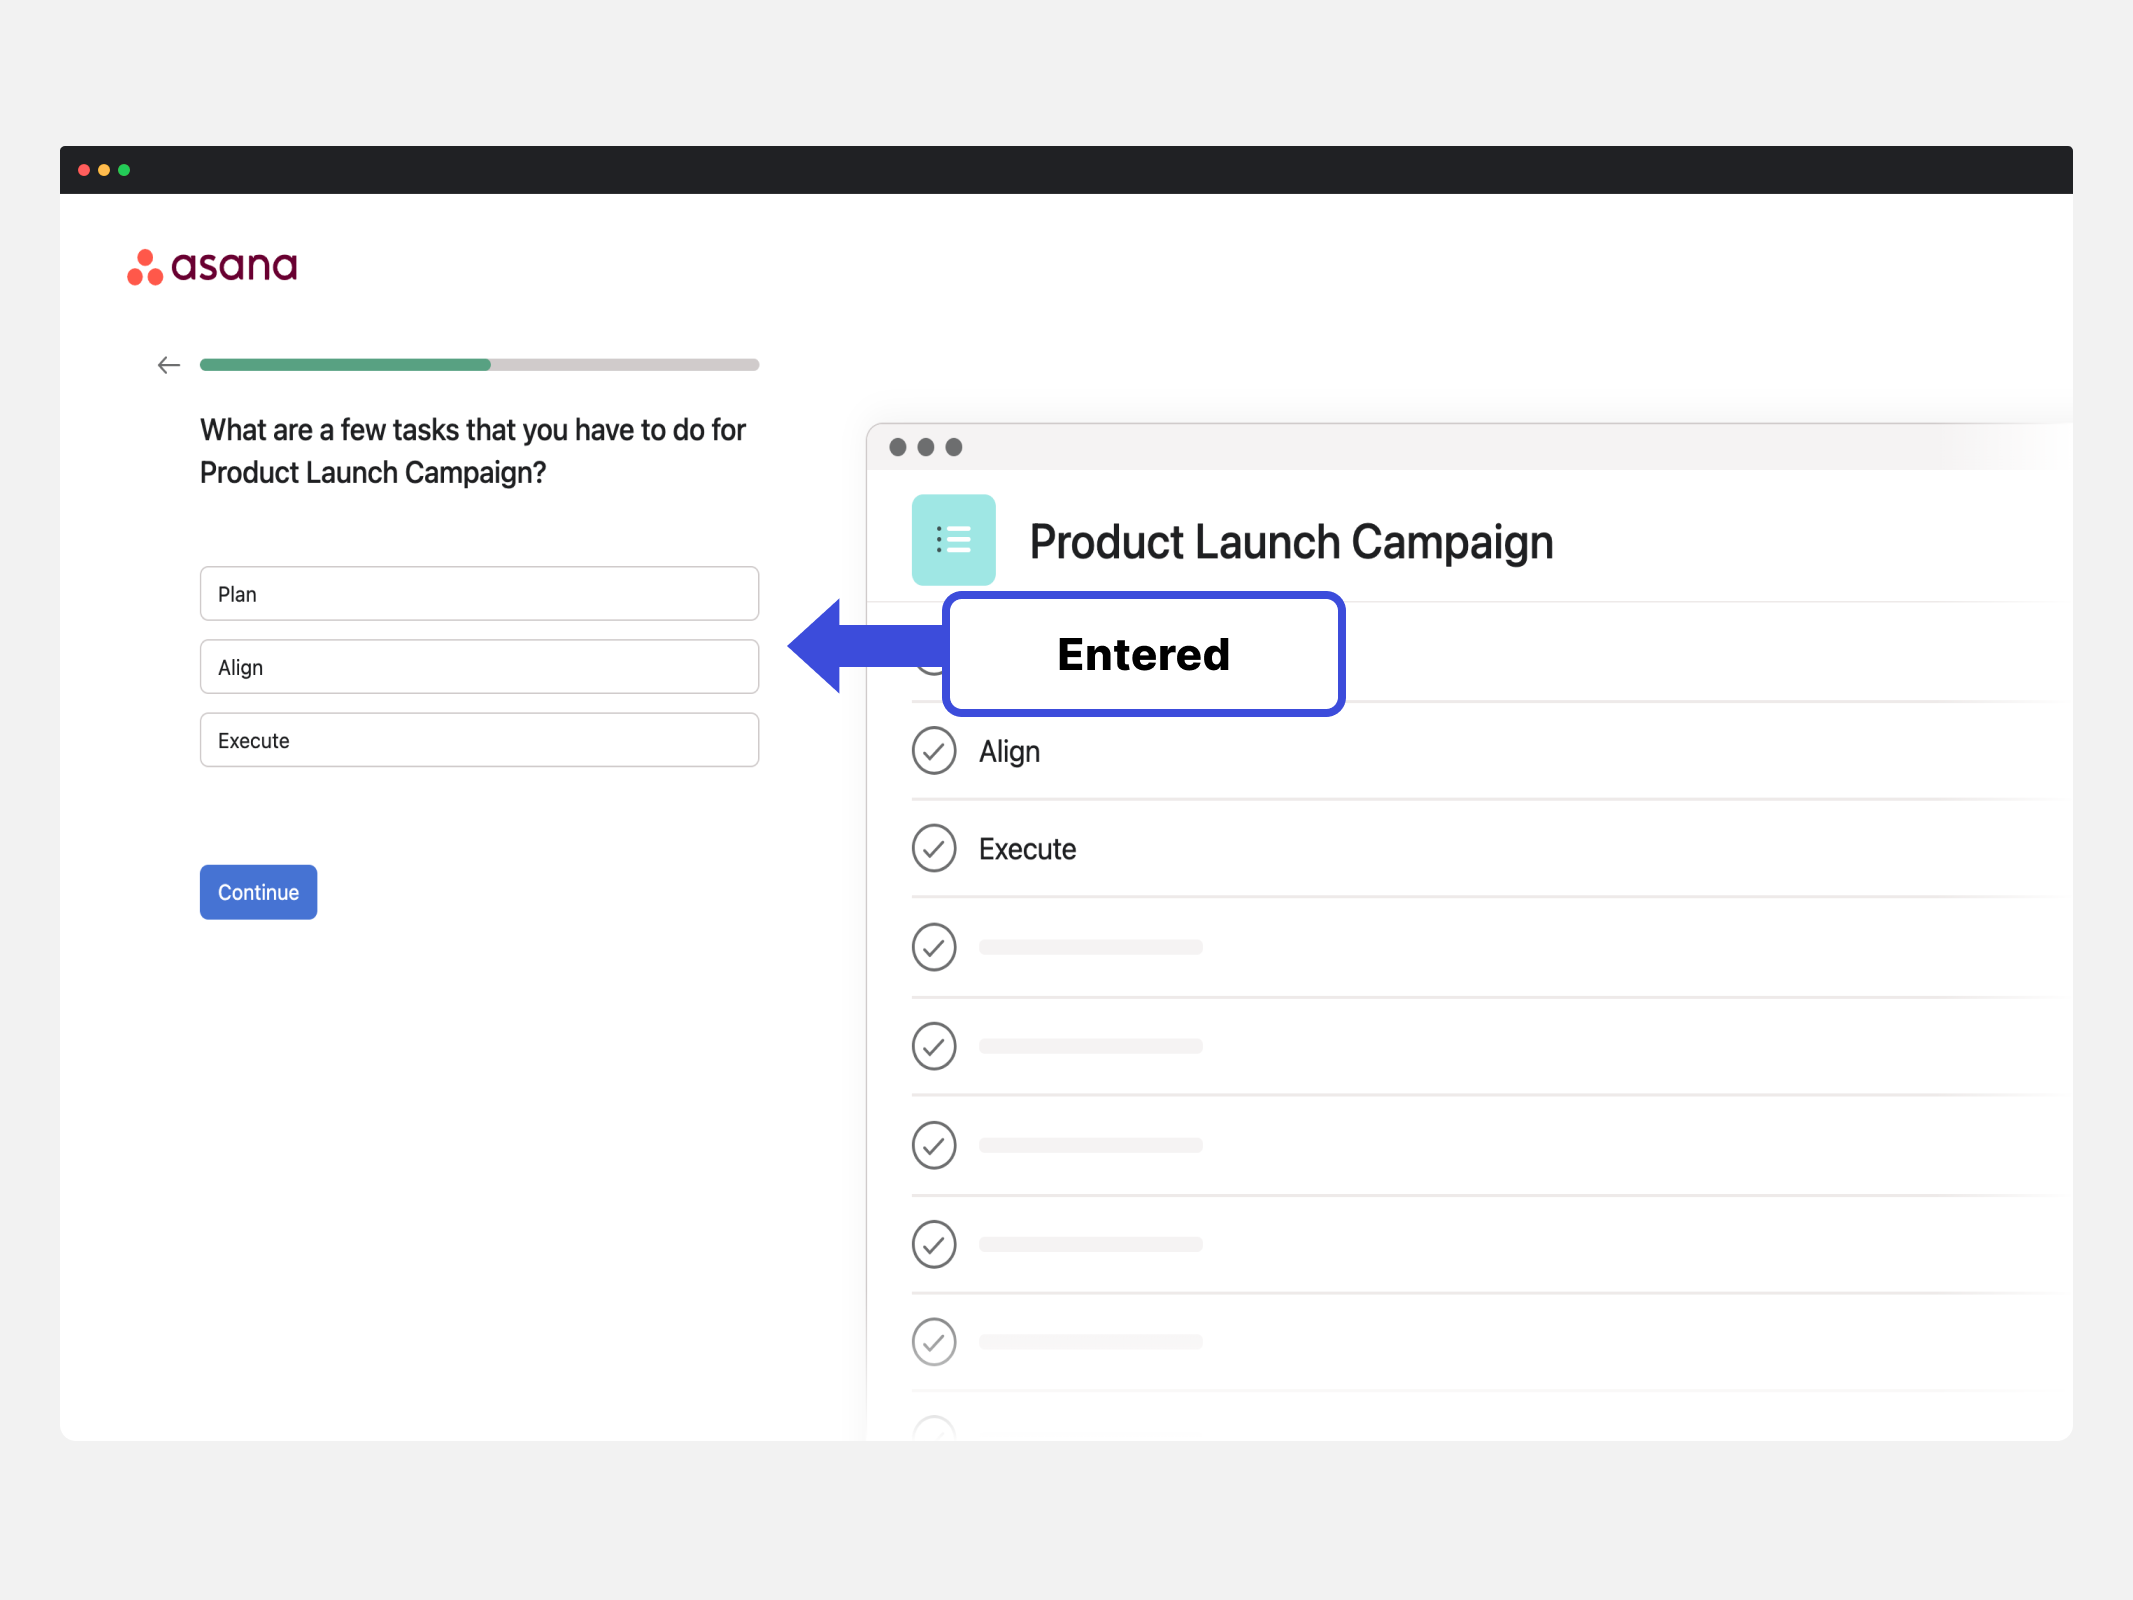 asana
What are a few tasks that you have to do for
Product Launch Campaign?
Plan
Align
Execute
Continue
Product Launch Campaign
Entered
Align
Execute